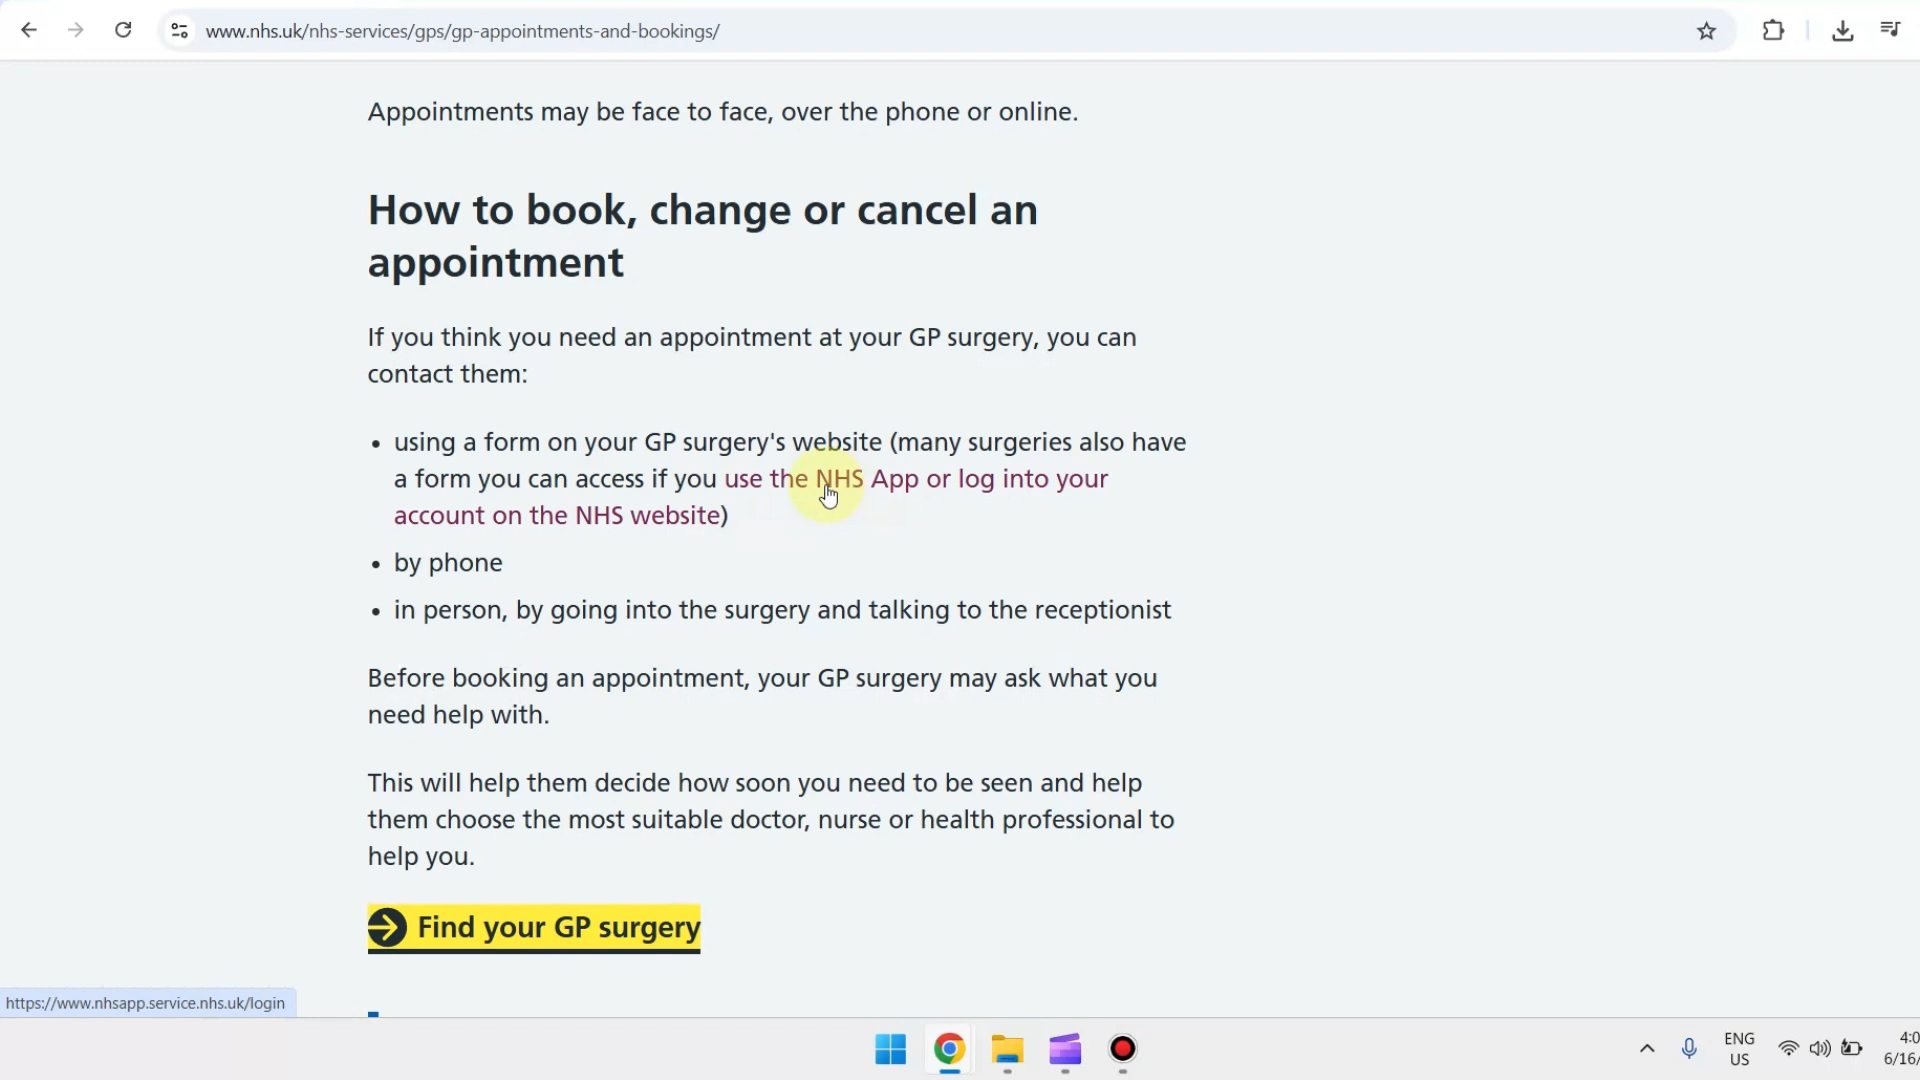 www.nhs.uk/nhs-services/gps/gp-appointments-and-bookings/
Appointments may be face to face, over the phone or online.
How to book, change or cancel an
appointment
If you think you need an appointment at your GP surgery, you can
contact them:
• using a form on your GP surgery's website (many surgeries also have
a form you can access if you use the NHS App or log into your
account on the NHS website)
• by phone
• in person, by going into the surgery and talking to the receptionist
Before booking an appointment, your GP surgery may ask what you
need help with.
This will help them decide how soon you need to be seen and help
them choose the most suitable doctor, nurse or health professional to
help you.
Find your GP surgery
https://www.nhsapp.service.nhs.uk/login
ENG
US
4:0
6/16/